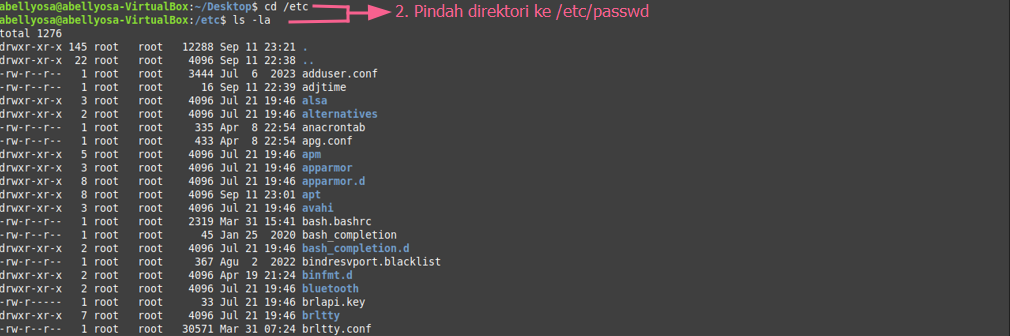 abellyosa@abellyosa-VirtualBox:~/Desktop$ cd /etc
2. Pindah direktori ke /etc/passwd
abellyosa@abellyosa-VirtualBox:/etc$ ls -la
total 1276
drwxr-xr-x 145 root   root   12288 Sep 11 23:21 .
drwxr-xr-x  22 root   root    4096 Sep 11 22:38 ..
-rw-r--r--   1 root   root    3444 Jul  6  2023 adduser.conf
-rw-r--r--   1 root   root      16 Sep 11 22:39 adjtime
drwxr-xr-x   3 root   root    4096 Jul 21 19:46 alsa
drwxr-xr-x   2 root   root    4096 Jul 21 19:46 alternatives
-rw-r--r--   1 root   root     335 Apr  8 22:54 anacrontab
-rw-r--r--   1 root   root     433 Apr  8 22:54 apg.conf
drwxr-xr-x   5 root   root    4096 Jul 21 19:46 apm
drwxr-xr-x   3 root   root    4096 Jul 21 19:46 apparmor
drwxr-xr-x   8 root   root    4096 Jul 21 19:46 apparmor.d
drwxr-xr-x   8 root   root    4096 Sep 11 23:01 apt
drwxr-xr-x   3 root   root    4096 Jul 21 19:46 avahi
-rw-r--r--   1 root   root    2319 Mar 31 15:41 bash.bashrc
-rw-r--r--   1 root   root      45 Jan 25  2020 bash_completion
drwxr-xr-x   2 root   root    4096 Jul 21 19:46 bash_completion.d
-rw-r--r--   1 root   root     367 Agu  2  2022 bindresvport.blacklist
drwxr-xr-x   2 root   root    4096 Apr 19 21:24 binfmt.d
drwxr-xr-x   2 root   root    4096 Jul 21 19:46 bluetooth
-rw-r-----   1 root   root      33 Jul 21 19:46 brlapi.key
drwxr-xr-x   7 root   root    4096 Jul 21 19:46 brltty
-rw-r--r--   1 root   root   30571 Mar 31 07:24 brltty.conf